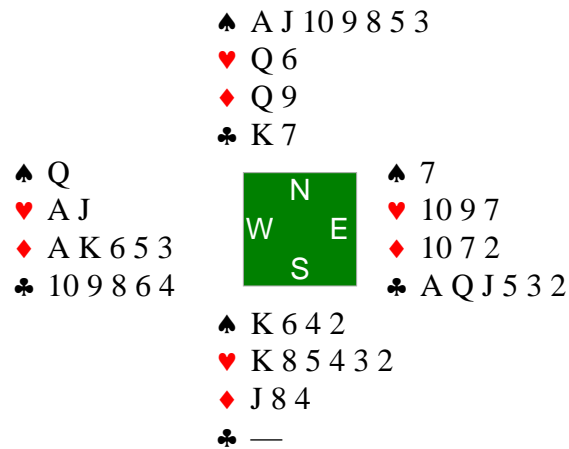 ♠ A J 10 9 8 5 3
♥ Q 6
♦ Q 9
♣ K 7
♠ Q
♥ A J
♦ A K 6 5 3
♣ 10 9 8 6 4
N
W E
S
♠ 7
♥ 10 9 7
♦ 10 7 2
♣ A Q J 5 3 2
♠ K 6 4 2
♥ K 8 5 4 3 2
♦ J 8 4
♣ —